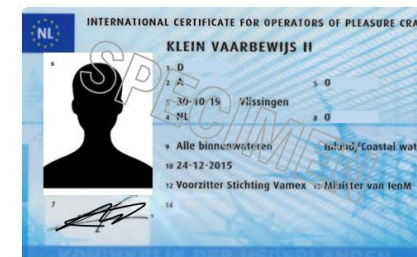 NL
INTERNATIONAL CERTIFICATE FOR OPERATORS OF PLEASURE CRA
KLEIN VAARBEWIJS II
6
1 D
2 A 5 0
3 30-10-19 Vlissingen
4 NL 8 0
9 Alle binnenwateren Inland/Coastal wat
10 24-12-2015
12 Voorzitter Stichting Vamex 13 Minister van IenM
7 14
SPECIMEN